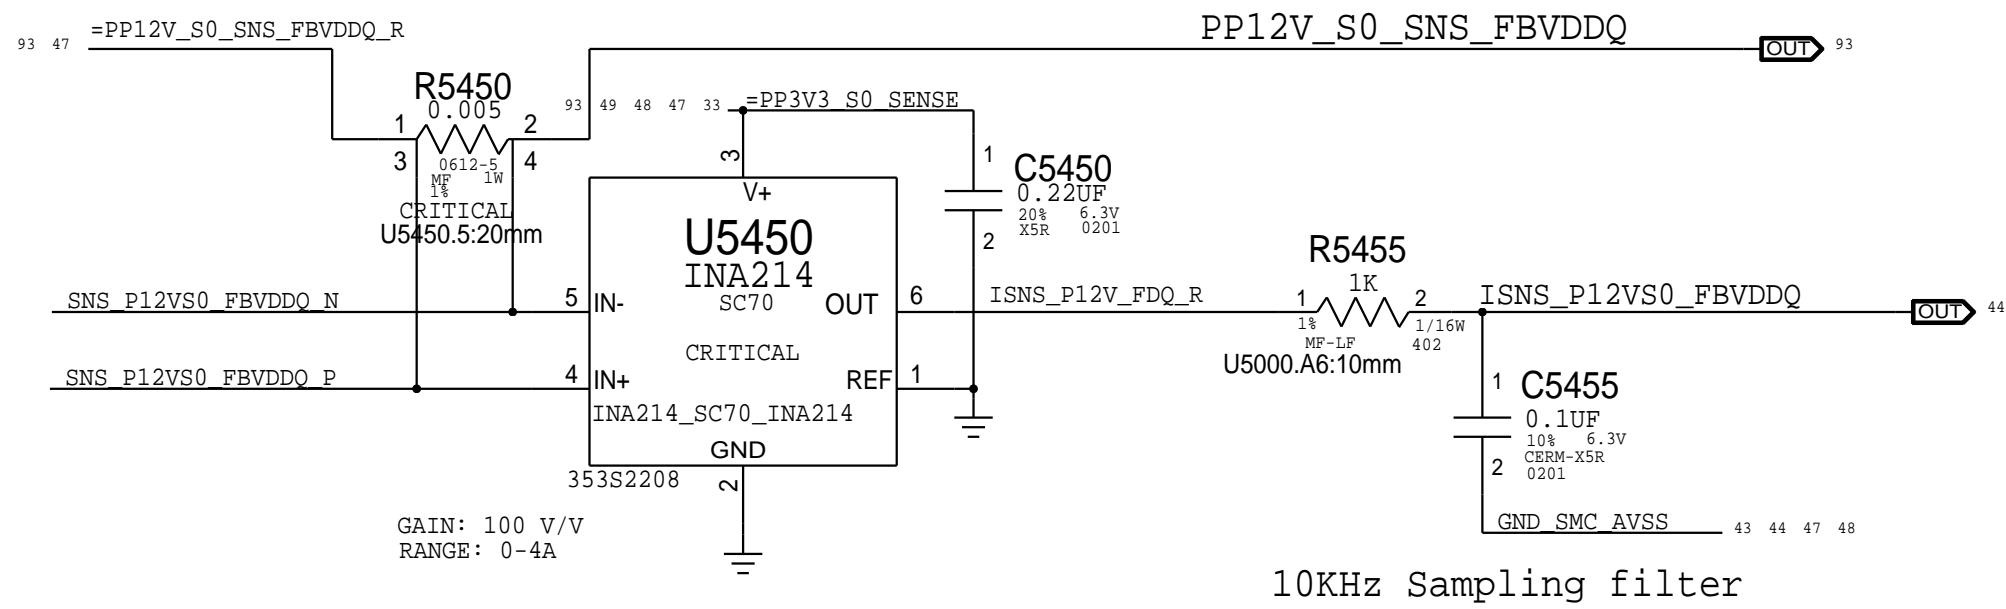 =PP12V_S0_SNS_FBVDDQ_R
93 47
PP12V_S0_SNS_FBVDDQ
OUT
93
R5450
0.005
1
2
3
4
0612-5
MF
1W
1%
CRITICAL
U5450.5:20mm
93 49 48 47 33
=PP3V3_S0_SENSE
3
V+
1
C5450
0.22UF
20% 6.3V
X5R 0201
2
U5450
INA214
SC70
SNS_P12VS0_FBVDDQ_N
5
IN-
OUT
6
ISNS_P12V_FDQ_R
R5455
1K
1
2
1%
1/16W
MF-LF
402
U5000.A6:10mm
ISNS_P12VS0_FBVDDQ
OUT
44
CRITICAL
SNS_P12VS0_FBVDDQ_P
4
IN+
REF
1
INA214_SC70_INA214
GND
353S2208
2
1
C5455
0.1UF
10% 6.3V
CERM-X5R
0201
2
GND_SMC_AVSS
43 44 47 48
GAIN: 100 V/V
RANGE: 0-4A
10KHz Sampling filter